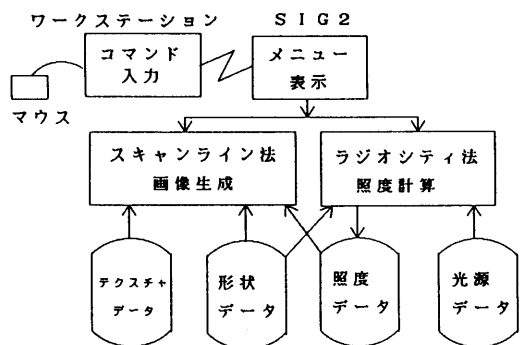 ワークステーション
SIG2
コマンド
入力
メニュー
表示
マウス
スキャンライン法
画像生成
ラジオシティ法
照度計算
テクスチャ
データ
形状
データ
照度
データ
光源
データ